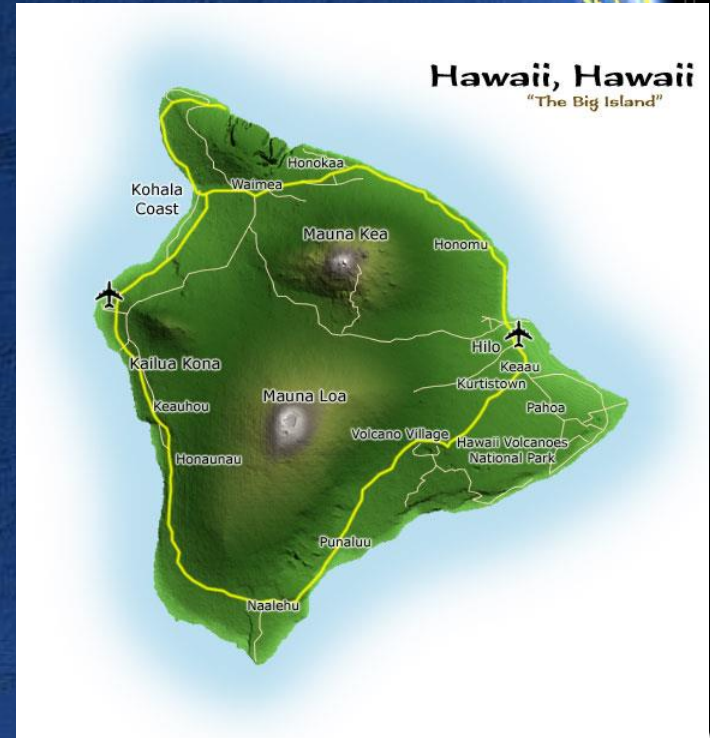 Hawaii, Hawaii
"The Big Island"
Honokaa
Waimea
Kohala
Coast
Mauna Kea
Honomu
Hilo
Keaau
Kurtistown
Kailua Kona
Mauna Loa
Keauhou
Pahoa
Volcano Village
Hawaii Volcanoes
National Park
Honaunau
Punaluu
Naalehu